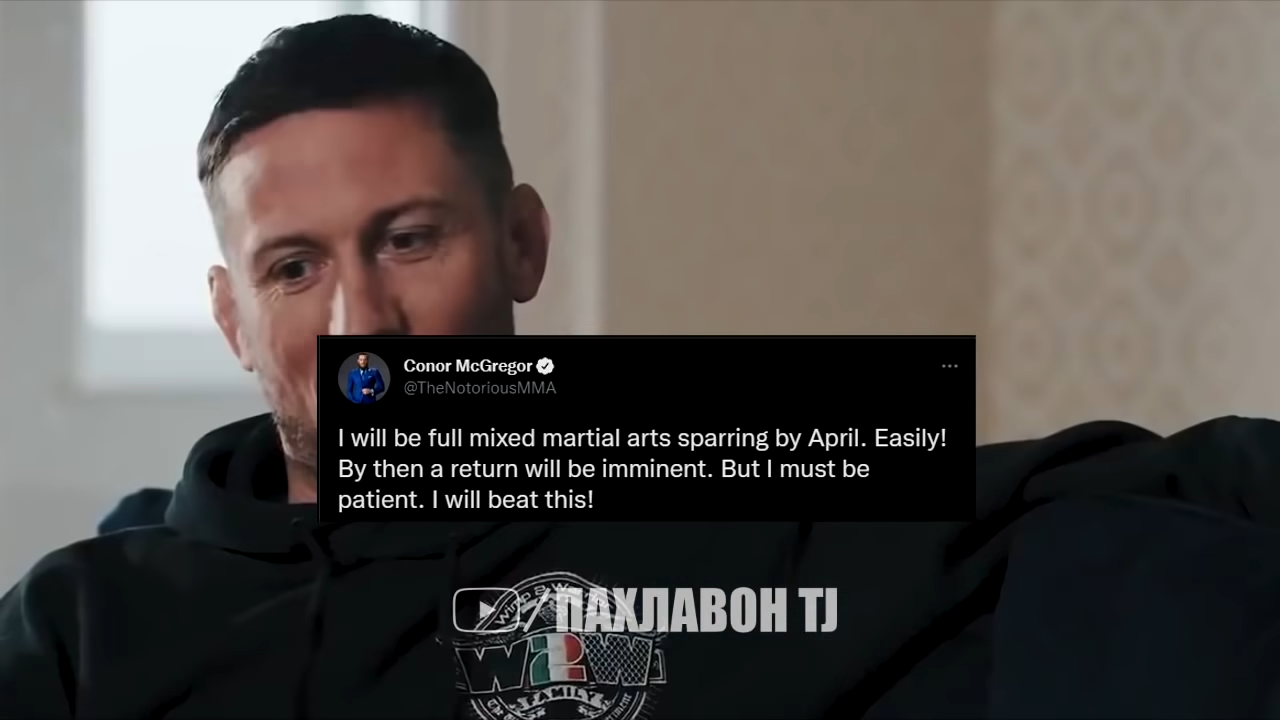 Conor McGregor
@TheNotoriousMMA
I will be full mixed martial arts sparring by April. Easily!
By then a return will be imminent. But I must be
patient. I will beat this!
/ПАХЛАВОН TJ
W2W
FAMILY